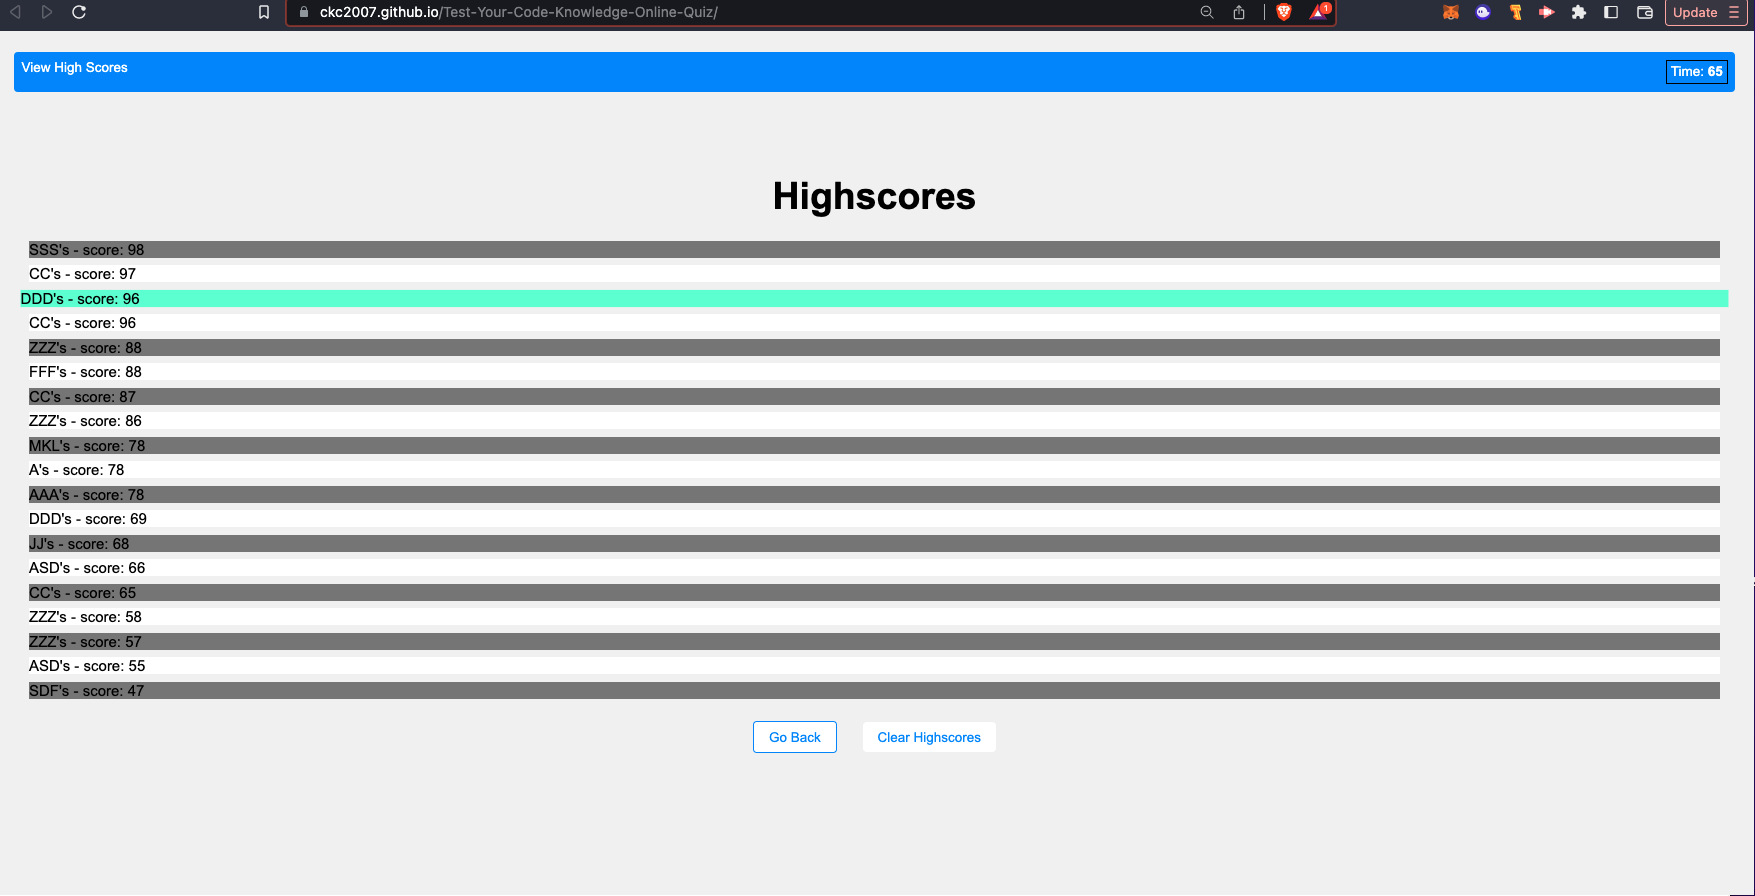 ckc2007.github.io/Test-Your-Code-Knowledge-Online-Quiz/
1
Update
View High Scores
Time: 65
Highscores
SSS's - score: 98
CC's - score: 97
DDD's - score: 96
CC's - score: 96
ZZZ's - score: 88
FFF's - score: 88
CC's - score: 87
ZZZ's - score: 86
MKL's - score: 78
A's - score: 78
AAA's - score: 78
DDD's - score: 69
JJ's - score: 68
ASD's - score: 66
CC's - score: 65
ZZZ's - score: 58
ZZZ's - score: 57
ASD's - score: 55
SDF's - score: 47
Go Back
Clear Highscores